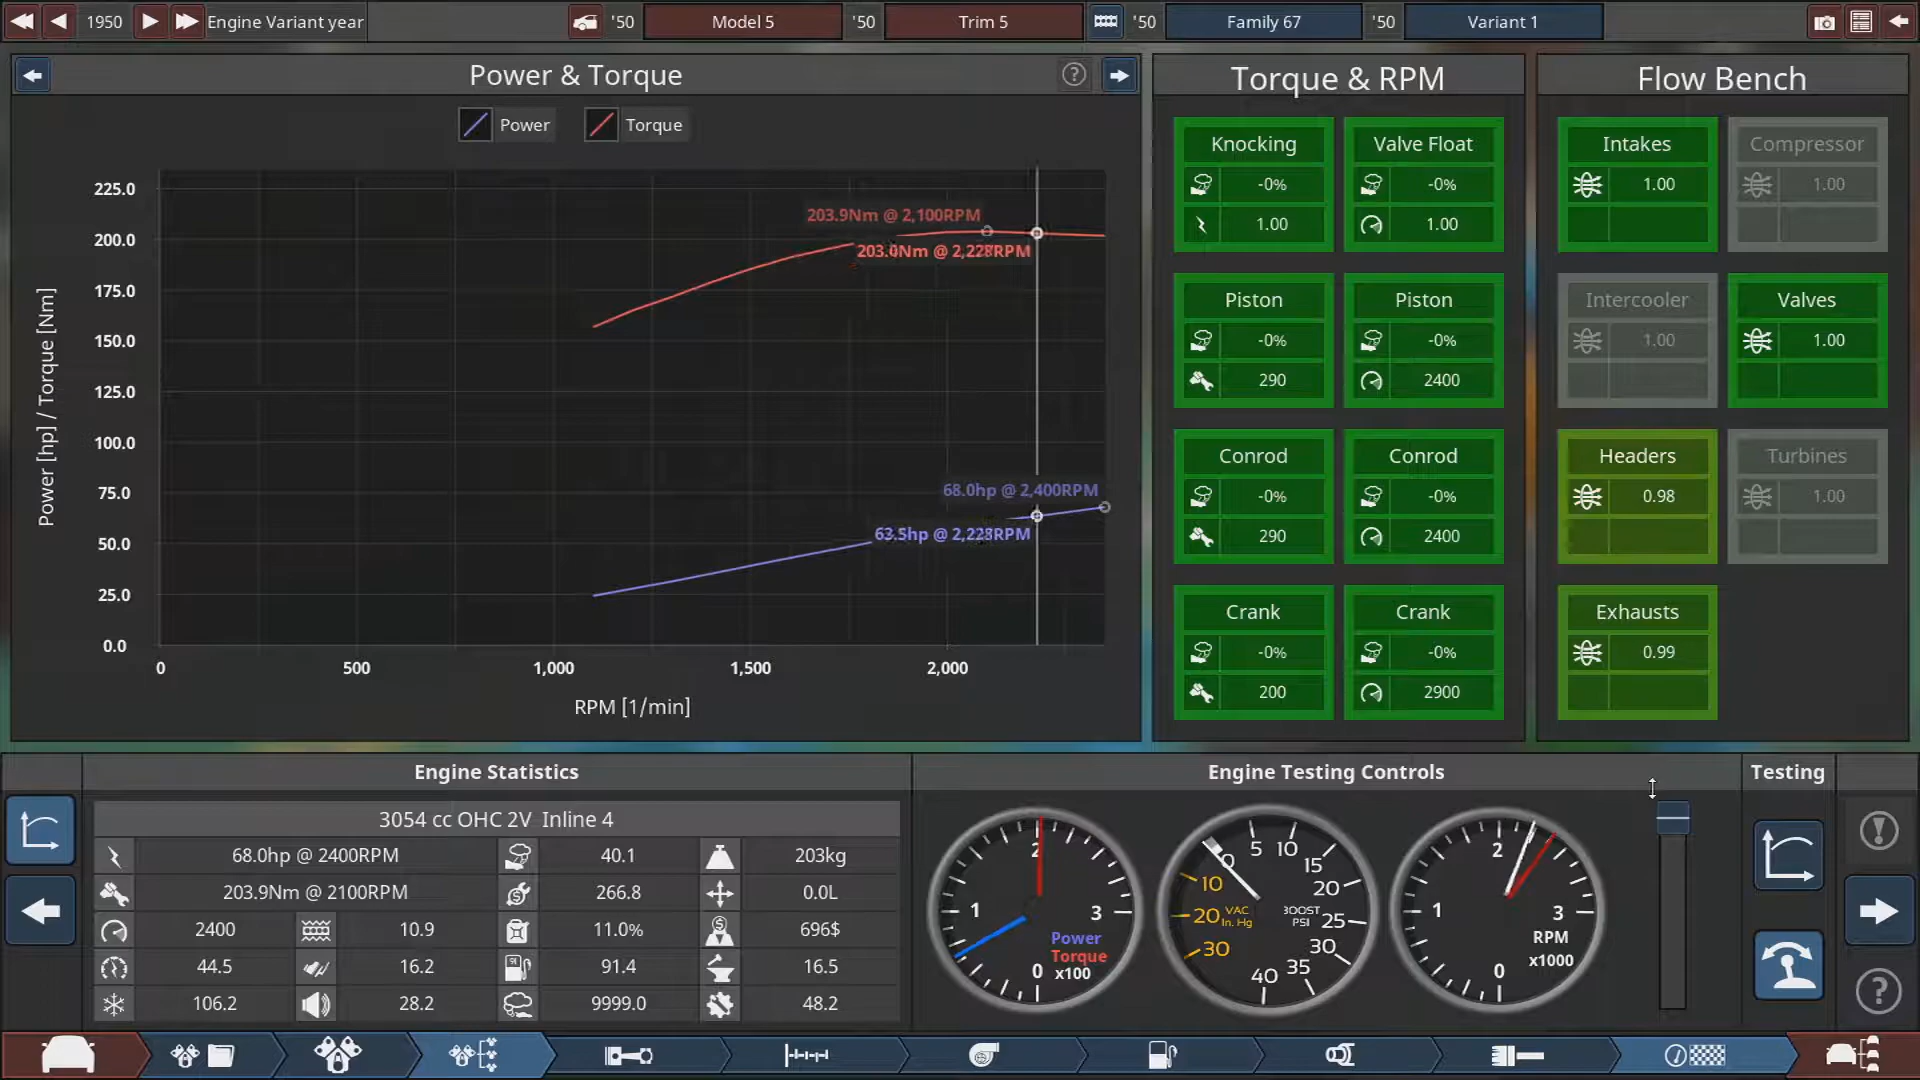 1950
Engine Variant year
'50
Model 5
'50
Trim 5
'50
Family 67
'50
Variant 1
Power & Torque
?
Power
Torque
Power [hp] / Torque [Nm]
225.0
200.0
175.0
150.0
125.0
100.0
75.0
50.0
25.0
0.0
203.9Nm @ 2,100RPM
203.0Nm @ 2,228RPM
68.0hp @ 2,400RPM
63.5hp @ 2,228RPM
0
500
1,000
1,500
2,000
RPM [1/min]
Torque & RPM
Knocking
-0%
1.00
Valve Float
-0%
1.00
Piston
-0%
290
Piston
-0%
2400
Conrod
-0%
290
Conrod
-0%
2400
Crank
-0%
200
Crank
-0%
2900
Flow Bench
Intakes
1.00
Compressor
1.00
Intercooler
1.00
Valves
1.00
Headers
0.98
Turbines
1.00
Exhausts
0.99
Engine Statistics
3054 cc OHC 2V Inline 4
68.0hp @ 2400RPM
40.1
203kg
203.9Nm @ 2100RPM
266.8
0.0L
2400
10.9
11.0%
696$
44.5
16.2
91.4
16.5
106.2
28.2
9999.0
48.2
Engine Testing Controls
0
1
2
3
Power
Torque
x100
30
20
10
0
5
10
15
20
25
30
35
40
VAC
In. Hg
BOOST
PSI
0
1
2
3
RPM
x1000
Testing
?